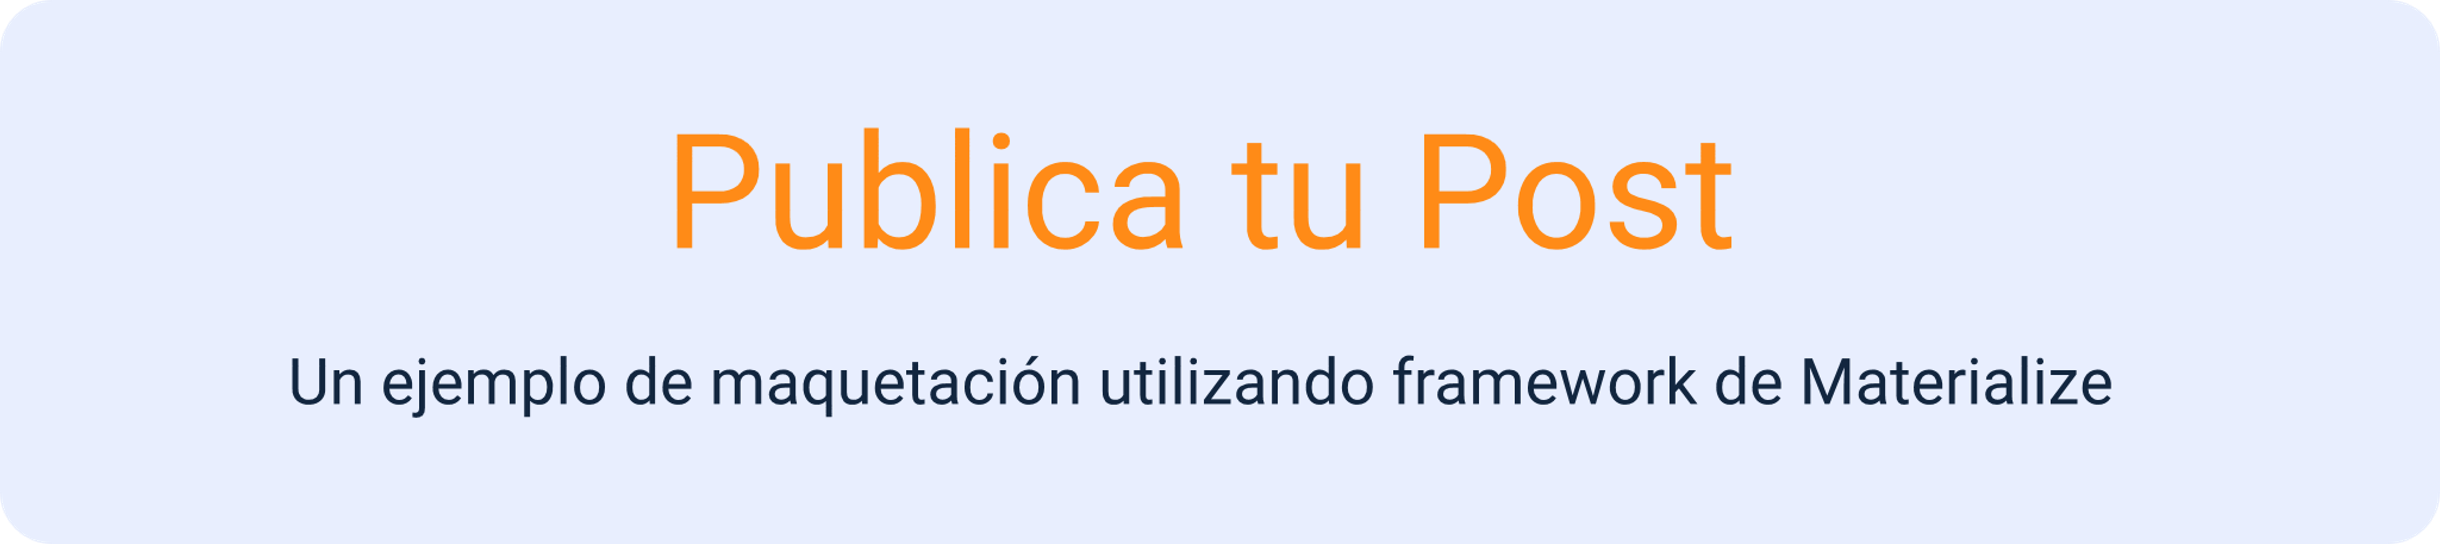 Publica tu Post
Un ejemplo de maquetación utilizando framework de Materialize